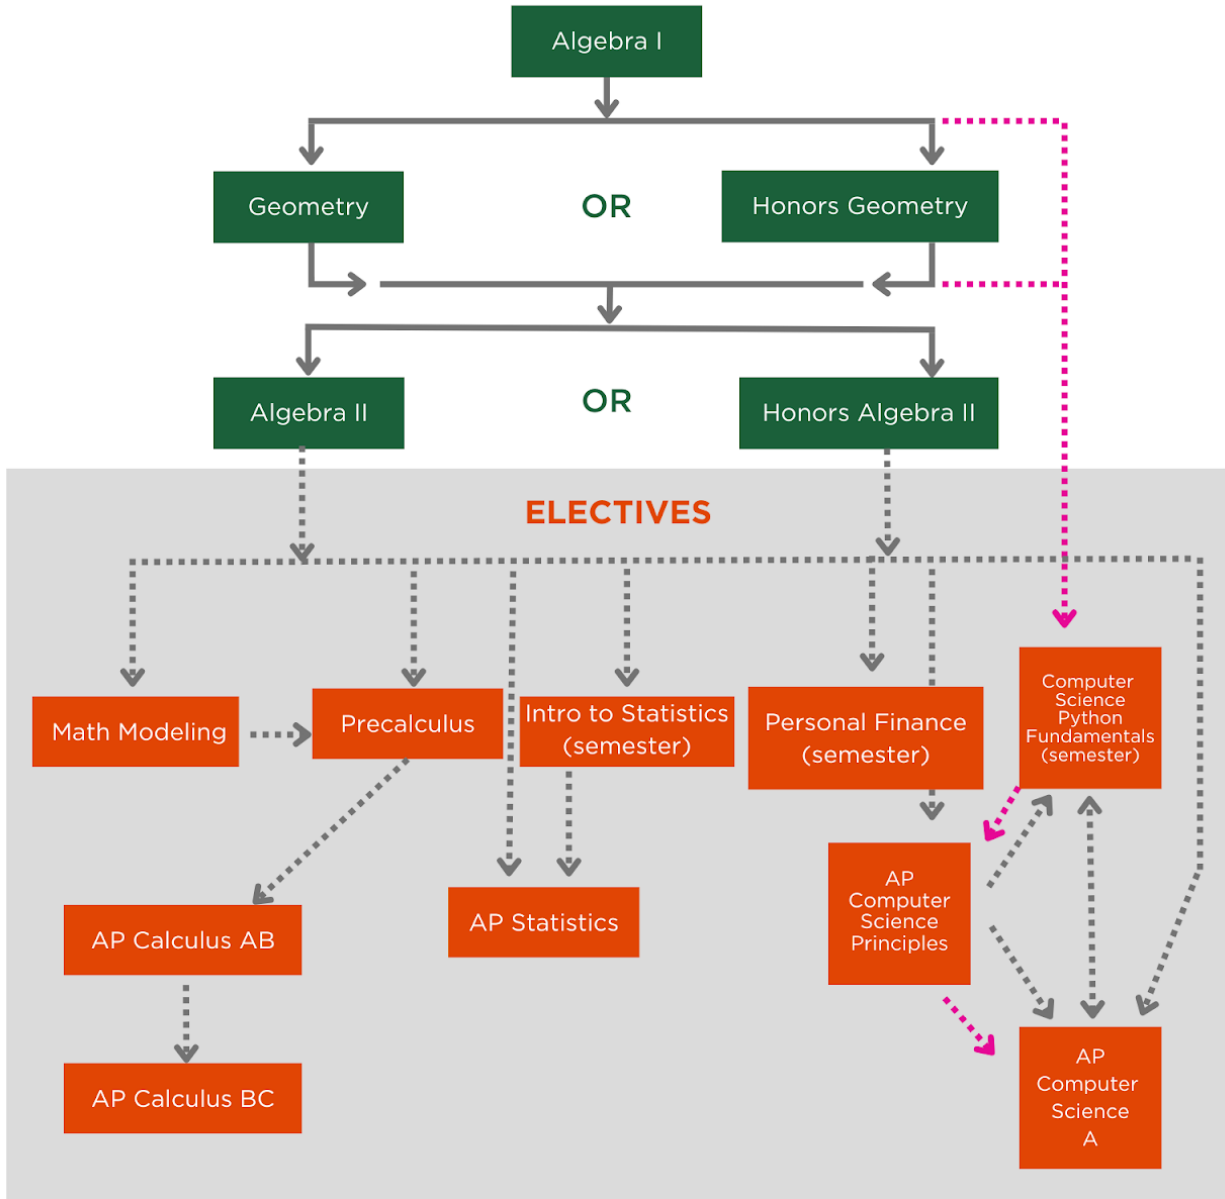 Algebra I
Geometry
OR
Honors Geometry
Algebra II
OR
Honors Algebra II
ELECTIVES
Math Modeling
Precalculus
Intro to Statistics
(semester)
Personal Finance
(semester)
Computer
Science
Python
Fundamentals
(semester)
AP Calculus AB
AP Statistics
AP
Computer
Science
Principles
AP Calculus BC
AP
Computer
Science
A